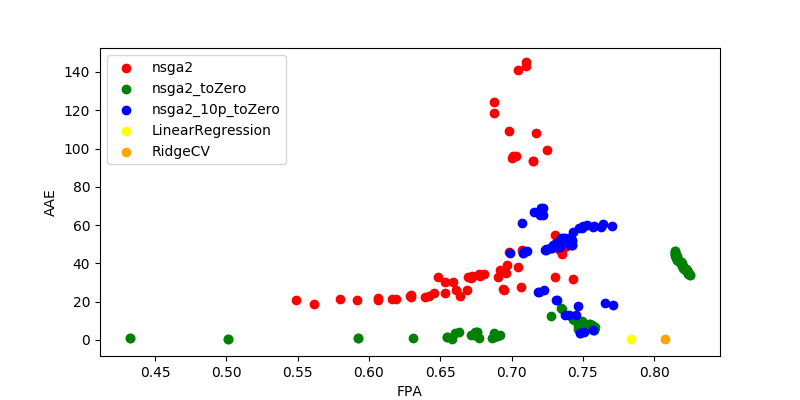 nsga2
nsga2_toZero
nsga2_10p_toZero
LinearRegression
RidgeCV
AAE
140
120
100
80
60
40
20
0
0.45 0.50 0.55 0.60 0.65 0.70 0.75 0.80
FPA